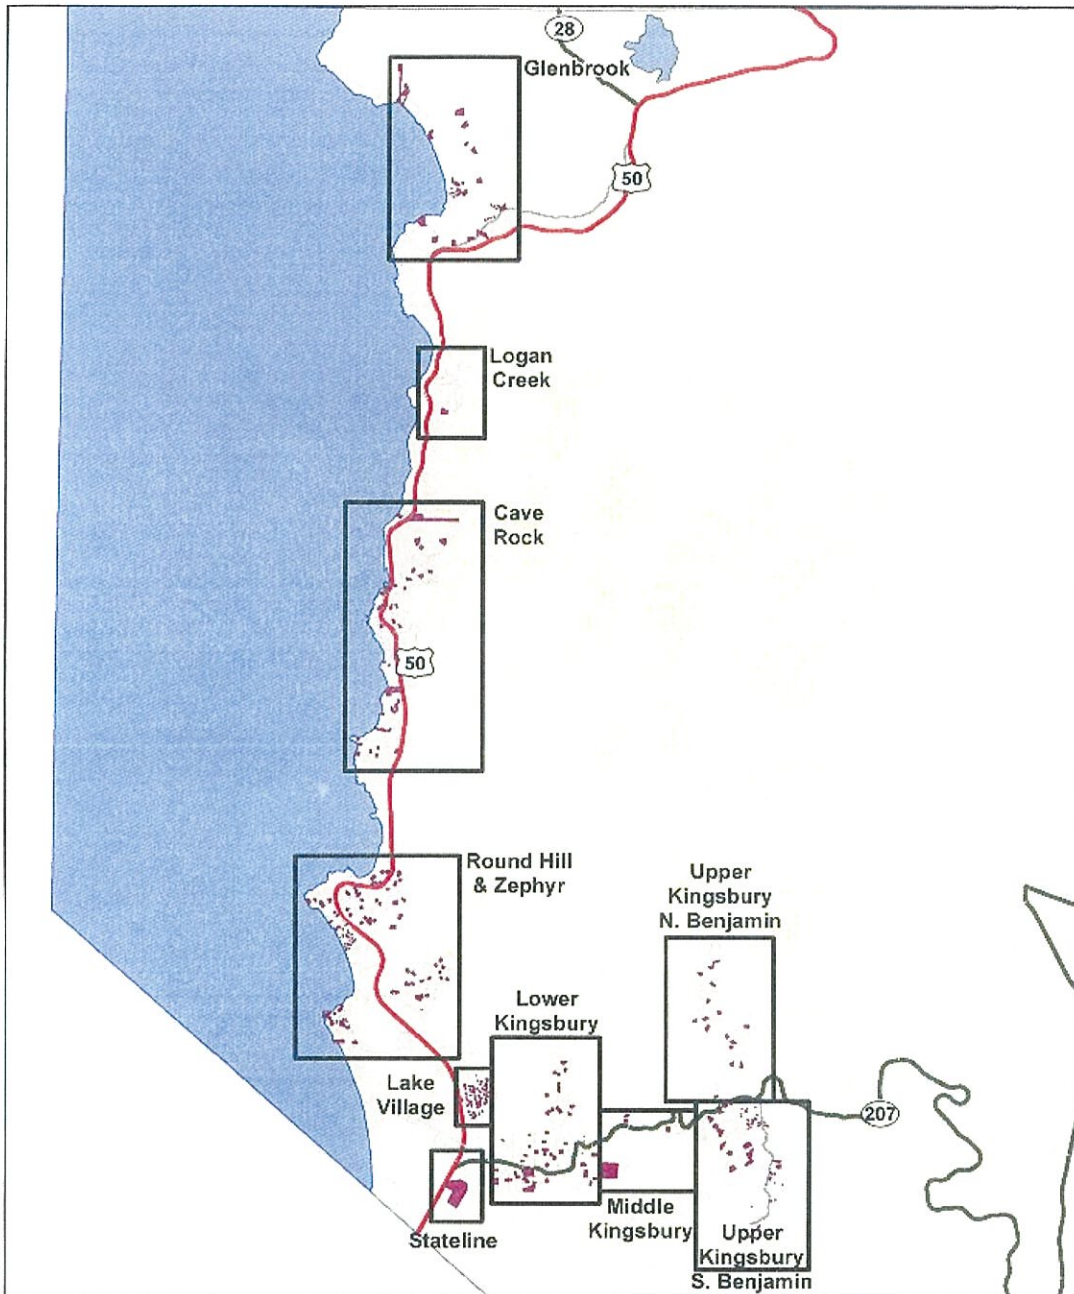 28
Glenbrook
50
Logan
Creek
Cave
Rock
50
Round Hill
& Zephyr
Upper
Kingsbury
N. Benjamin
Lower
Kingsbury
Lake
Village
207
Middle
Kingsbury
Stateline
Upper
Kingsbury
S. Benjamin